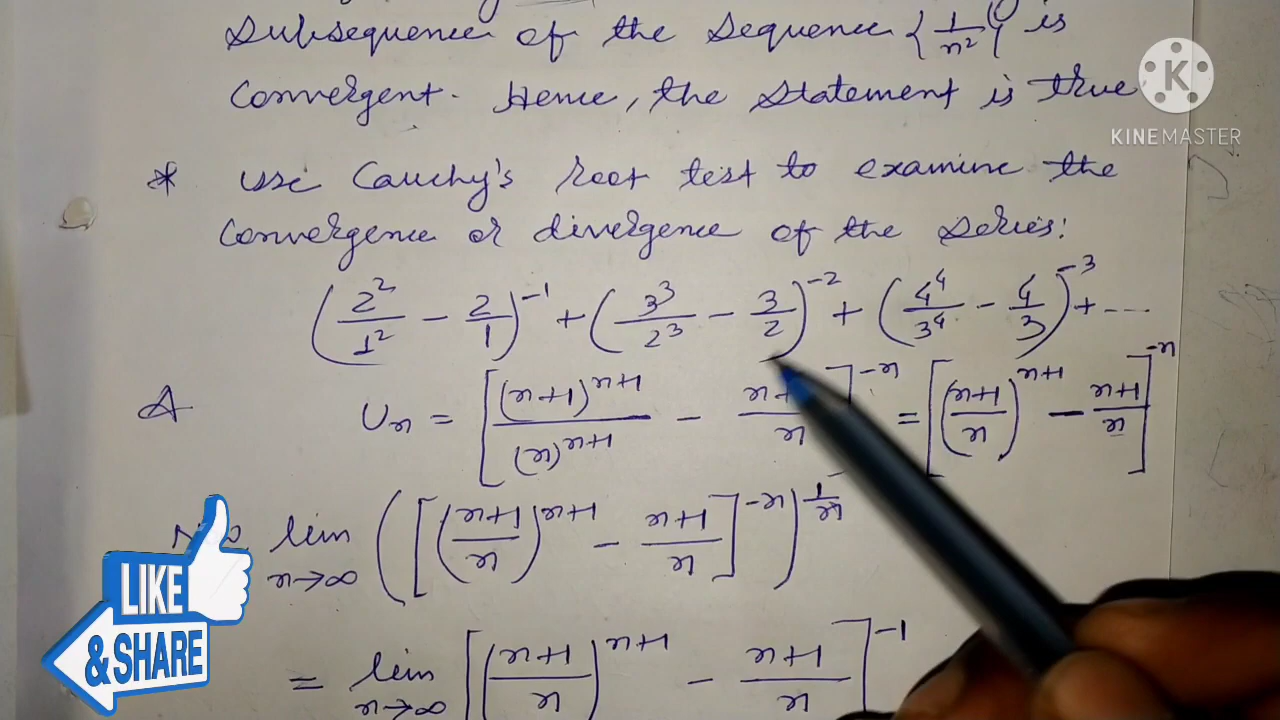 Subsequence of the Sequence {1/n²} is
Convergent. Hence, the statement is true
KINEMASTER
* Use Cauchy's root test to examine the
Convergence or divergence of the series:
(2²/1² - 2/1)⁻¹ + (3³/2³ - 3/2)⁻² + (4⁴/3⁴ - 4/3)⁻³ + ----
A Uₙ = [(n+1)ⁿ⁺¹/(n)ⁿ⁺¹ - n+1/n]⁻ⁿ = [(n+1/n)ⁿ⁺¹ - n+1/n]⁻ⁿ
lim n→∞ ([(n+1/n)ⁿ⁺¹ - n+1/n]⁻ⁿ)^1/n
= lim n→∞ [(n+1/n)ⁿ⁺¹ - n+1/n]⁻¹
LIKE
& SHARE